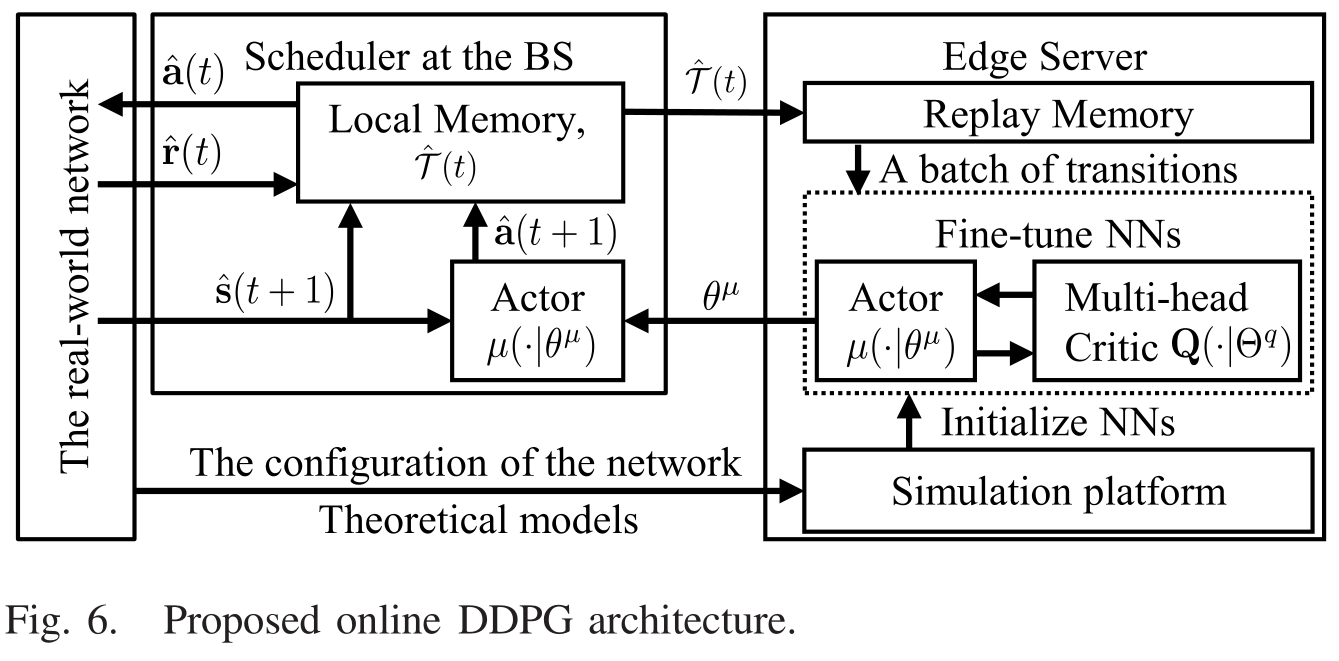 The real-world network
Scheduler at the BS
â(t)
r̂(t)
Local Memory,
𝒯̂(t)
â(t + 1)
ŝ(t+1)
Actor
μ(·|θ^μ)
𝒯̂(t)
θ^μ
Edge Server
Replay Memory
A batch of transitions
Fine-tune NNs
Actor
μ(·|θ^μ)
Multi-head
Critic Q(·|Θ^q)
Initialize NNs
Simulation platform
The configuration of the network
Theoretical models
Fig. 6. Proposed online DDPG architecture.